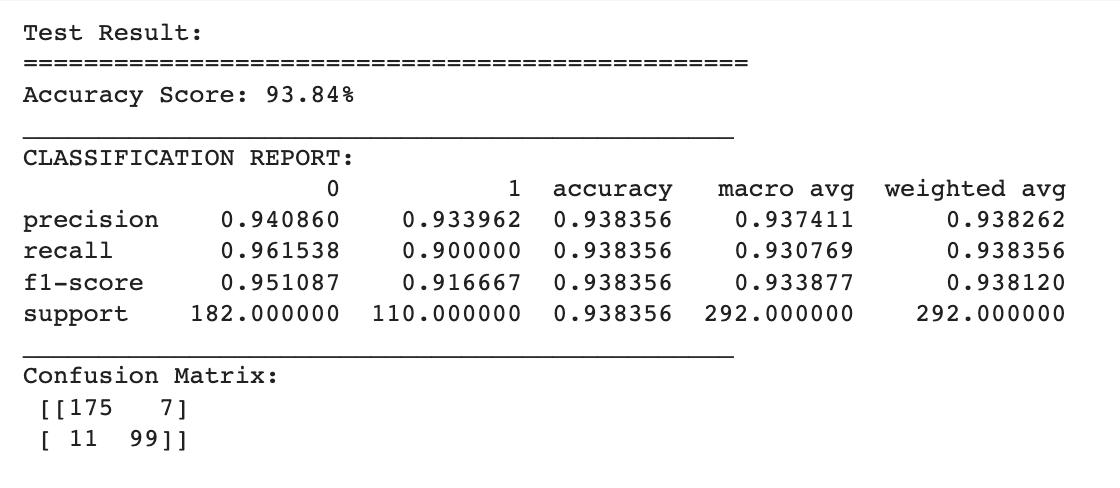 Test Result:
================================================
Accuracy Score: 93.84%
_______________________________________________
CLASSIFICATION REPORT:
                    0           1  accuracy   macro avg  weighted avg
precision    0.940860    0.933962  0.938356    0.937411      0.938262
recall       0.961538    0.900000  0.938356    0.930769      0.938356
f1-score     0.951087    0.916667  0.938356    0.933877      0.938120
support    182.000000  110.000000  0.938356  292.000000    292.000000
_______________________________________________
Confusion Matrix:
 [[175   7]
 [ 11  99]]